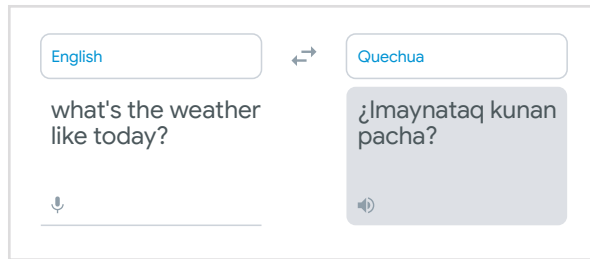 English
Quechua
what's the weather
like today?
¿Imaynataq kunan
pacha?